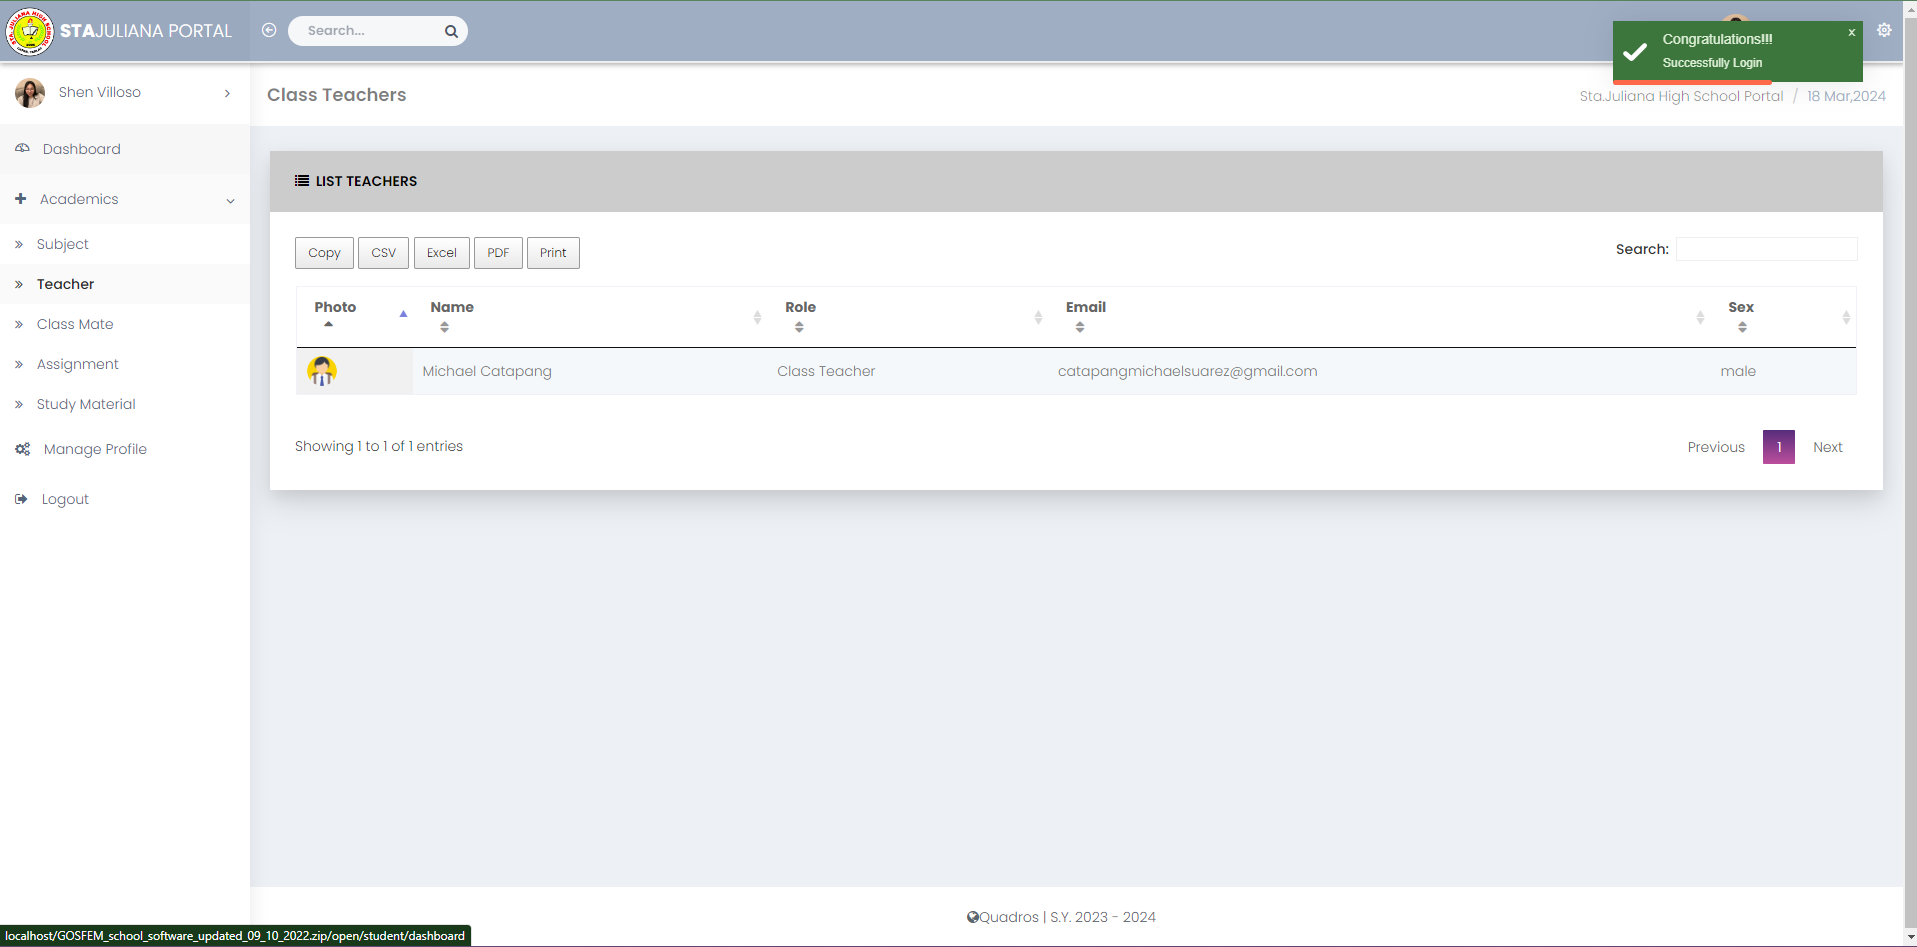 STAJULIANA PORTAL
Search...
Congratulations!!!
x
Successfully Login
Shen Villoso
Class Teachers
Sta.Juliana High School Portal / 18 Mar,2024
Dashboard
Academics
Subject
Teacher
Class Mate
Assignment
Study Material
Manage Profile
Logout
LIST TEACHERS
Copy CSV Excel PDF Print
Search:
Photo Name Role Email Sex
Michael Catapang Class Teacher catapangmichaelsuarez@gmail.com male
Showing 1 to 1 of 1 entries
Previous 1 Next
Quadros | S.Y. 2023 - 2024
localhost/GOSFEM_school_software_updated_09_10_2022.zip/open/student/dashboard